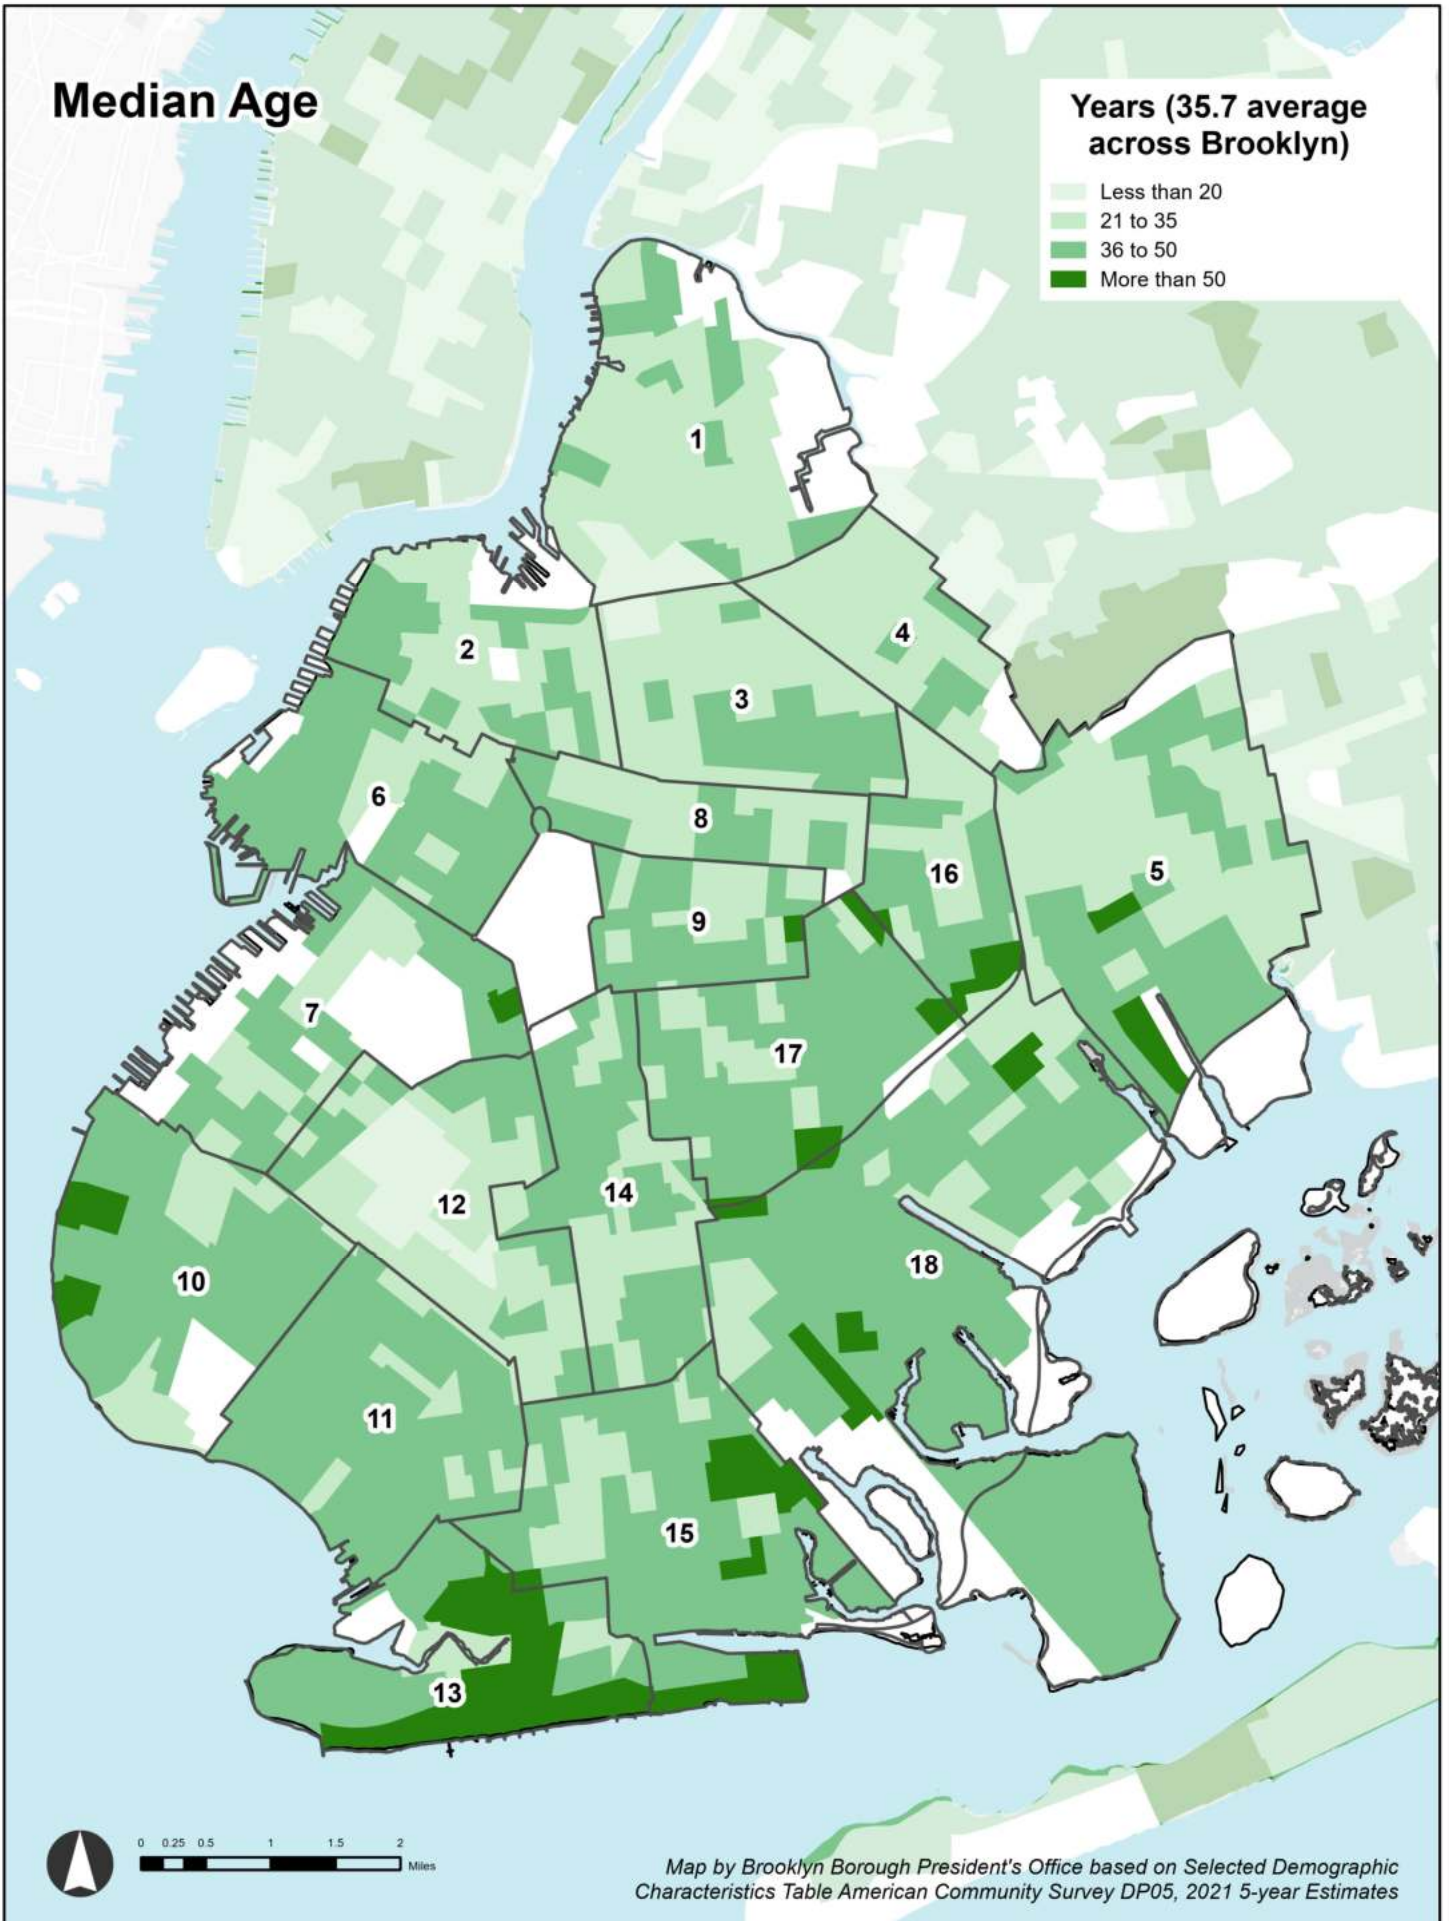 Median Age
Years (35.7 average
across Brooklyn)
Less than 20
21 to 35
36 to 50
More than 50
1
2
4
3
6
8
16
5
9
7
17
12
14
18
10
11
15
13
0 0.25 0.5 1 1.5 2
Miles
Map by Brooklyn Borough President's Office based on Selected Demographic
Characteristics Table American Community Survey DP05, 2021 5-year Estimates